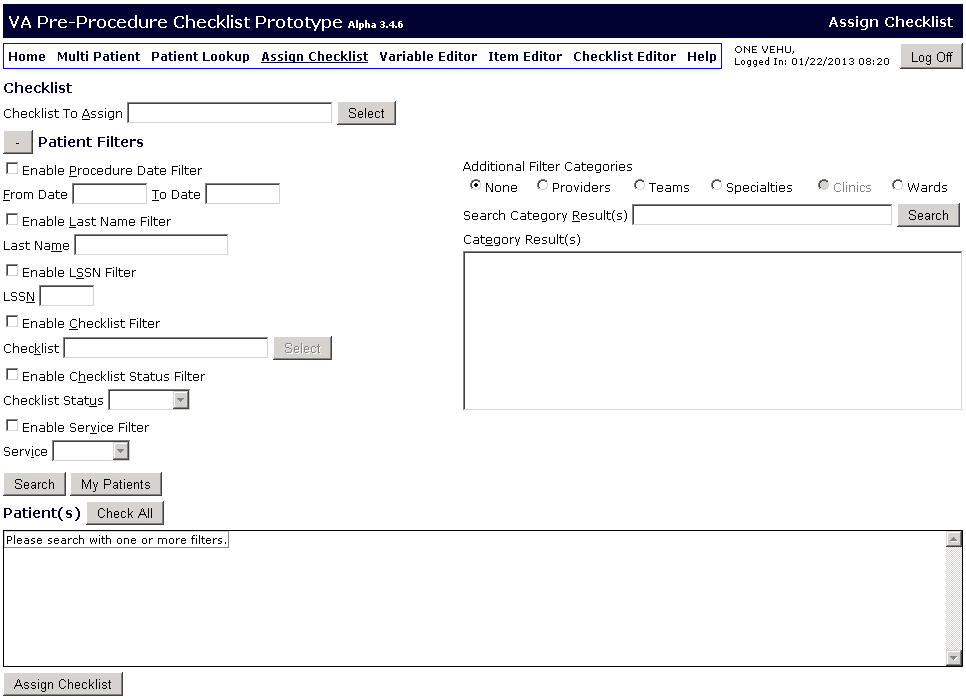 VA Pre-Procedure Checklist Prototype Alpha 3.4.6 Assign Checklist
Home Multi Patient Patient Lookup Assign Checklist Variable Editor Item Editor Checklist Editor Help
ONE VEHU,
Logged In: 01/22/2013 08:20
Log Off
Checklist
Checklist To Assign Select
- Patient Filters
Enable Procedure Date Filter
From Date To Date
Enable Last Name Filter
Last Name
Enable LSSN Filter
LSSN
Enable Checklist Filter
Checklist Select
Enable Checklist Status Filter
Checklist Status
Enable Service Filter
Service
Additional Filter Categories
None Providers Teams Specialties Clinics Wards
Search Category Result(s) Search
Category Result(s)
Search My Patients
Patient(s) Check All
Please search with one or more filters.
Assign Checklist